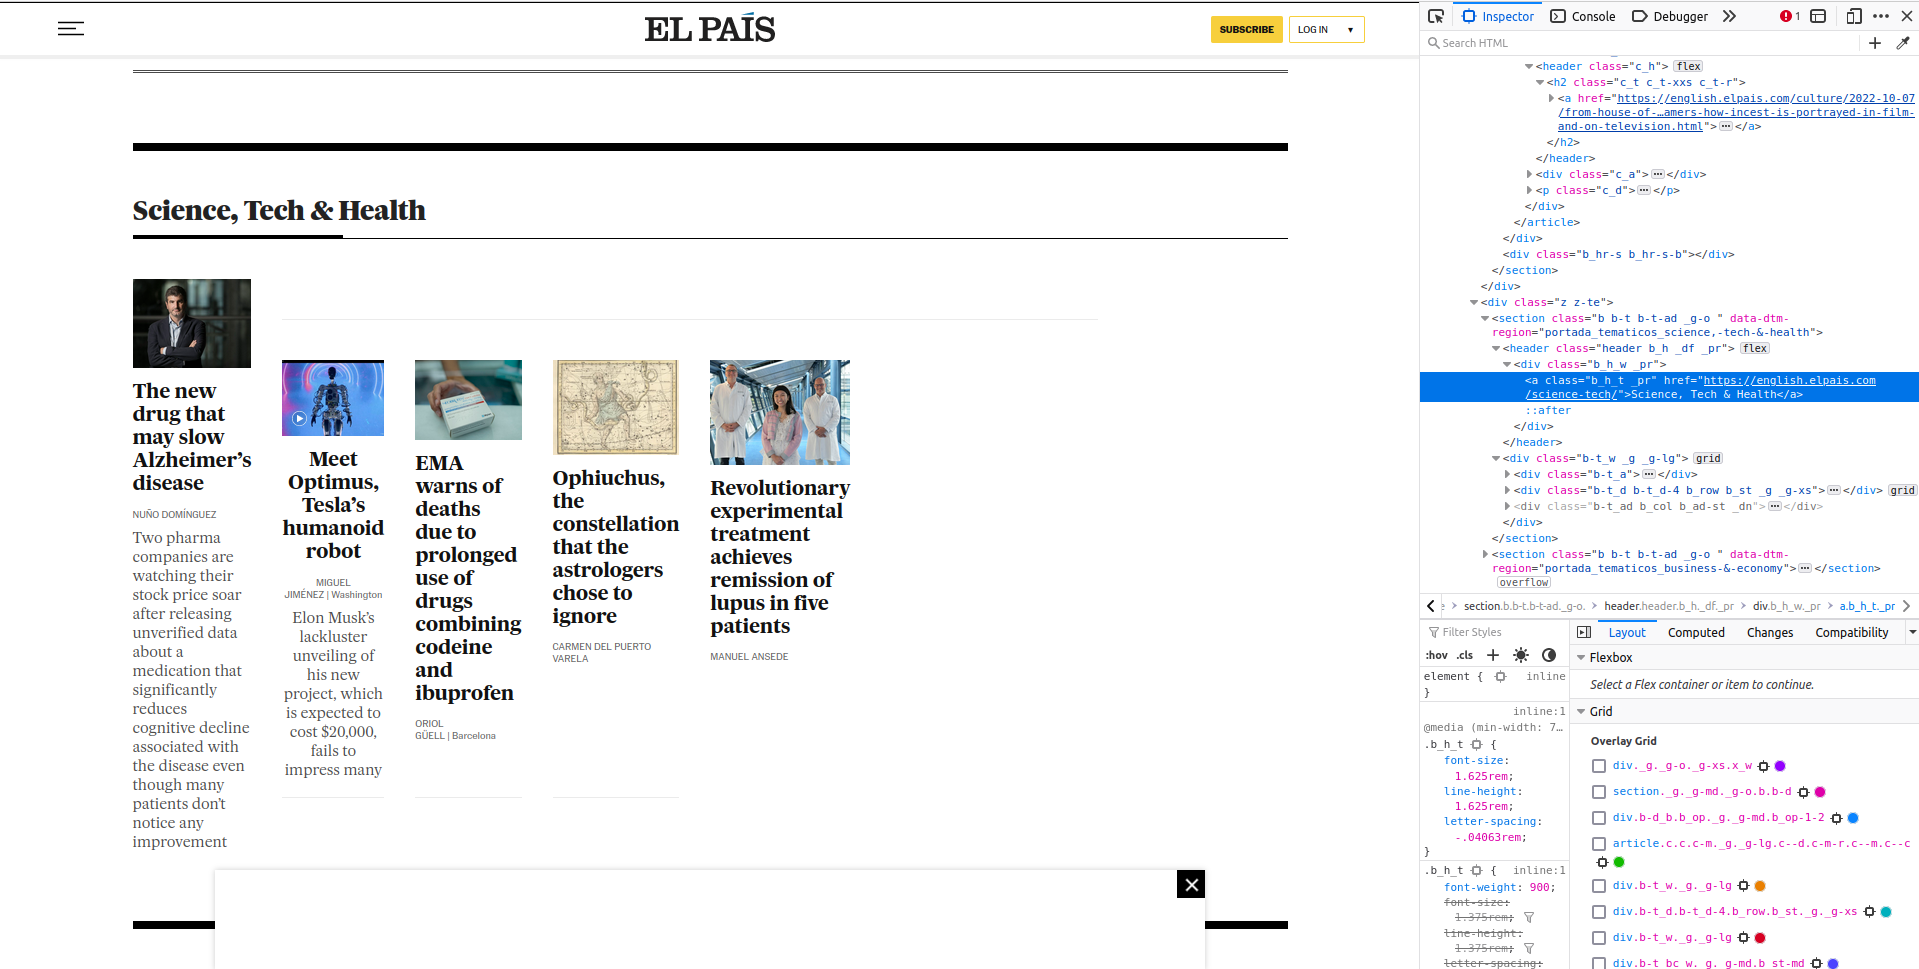 EL PAÍS
SUBSCRIBE
LOG IN
Science, Tech & Health
The new
drug that
may slow
Alzheimer’s
disease
NUÑO DOMÍNGUEZ
Two pharma
companies are
watching their
stock price soar
after releasing
unverified data
about a
medication that
significantly
reduces
cognitive decline
associated with
the disease even
though many
patients don’t
notice any
improvement
Meet
Optimus,
Tesla’s
humanoid
robot
MIGUEL
JIMÉNEZ | Washington
Elon Musk’s
lackluster
unveiling of
his new
project, which
is expected to
cost $20,000,
fails to
impress many
EMA
warns of
deaths
due to
prolonged
use of
drugs
combining
codeine
and
ibuprofen
ORIOL
GÜELL | Barcelona
Ophiuchus,
the
constellation
that the
astrologers
chose to
ignore
CARMEN DEL PUERTO
VARELA
Revolutionary
experimental
treatment
achieves
remission of
lupus in five
patients
MANUEL ANSEDE
Inspector
Console
Debugger
1
Search HTML
<header class="c_h"> flex
<h2 class="c_t c_t-xxs c_t-r">
<a href="https://english.elpais.com/culture/2022-10-07
/from-house-of-…amers-how-incest-is-portrayed-in-film-
and-on-television.html"> </a>
</h2>
</header>
<div class="c_a"> </div>
<p class="c_d"> </p>
</div>
</article>
</div>
<div class="b_hr-s b_hr-s-b"></div>
</section>
</div>
<div class="z z-te">
<section class="b b-t b-t-ad _g-o " data-dtm-
region="portada_tematicos_science,-tech-&-health">
<header class="header b_h _df _pr"> flex
<div class="b_h_w _pr">
<a class="b_h_t _pr" href="https://english.elpais.com
/science-tech/">Science, Tech & Health</a>
::after
</div>
</header>
<div class="b-t_w _g _g-lg"> grid
<div class="b-t_a"> </div>
<div class="b-t_d b-t_d-4 b_row b_st _g _g-xs"> </div> grid
<div class="b-t_ad b_col b_ad-st _dn"> </div>
</div>
</section>
<section class="b b-t b-t-ad _g-o " data-dtm-
region="portada_tematicos_business-&-economy"> </section>
overflow
section.b.b-t.b-t-ad._g-o. header.header.b_h._df._pr div.b_h_w._pr a.b_h_t._pr
Filter Styles
:hov .cls
element { inline
}
inline:1
@media (min-width: 7…
.b_h_t {
font-size:
1.625rem;
line-height:
1.625rem;
letter-spacing:
-.04063rem;
}
.b_h_t { inline:1
font-weight: 900;
font-size:
1.375rem;
line-height:
1.375rem;
letter-spacing:
Layout
Computed
Changes
Compatibility
Flexbox
Select a Flex container or item to continue.
Grid
Overlay Grid
div._g._g-o._g-xs.x_w
section._g._g-md._g-o.b.b-d
div.b-d_b.b_op._g._g-md.b_op-1-2
article.c.c.c-m._g._g-lg.c--d.c-m-r.c--m.c--c
div.b-t_w._g._g-lg
div.b-t_d.b-t_d-4.b_row.b_st._g._g-xs
div.b-t_w._g._g-lg
div.b-t_bc_w._g._g-md.b_st-md